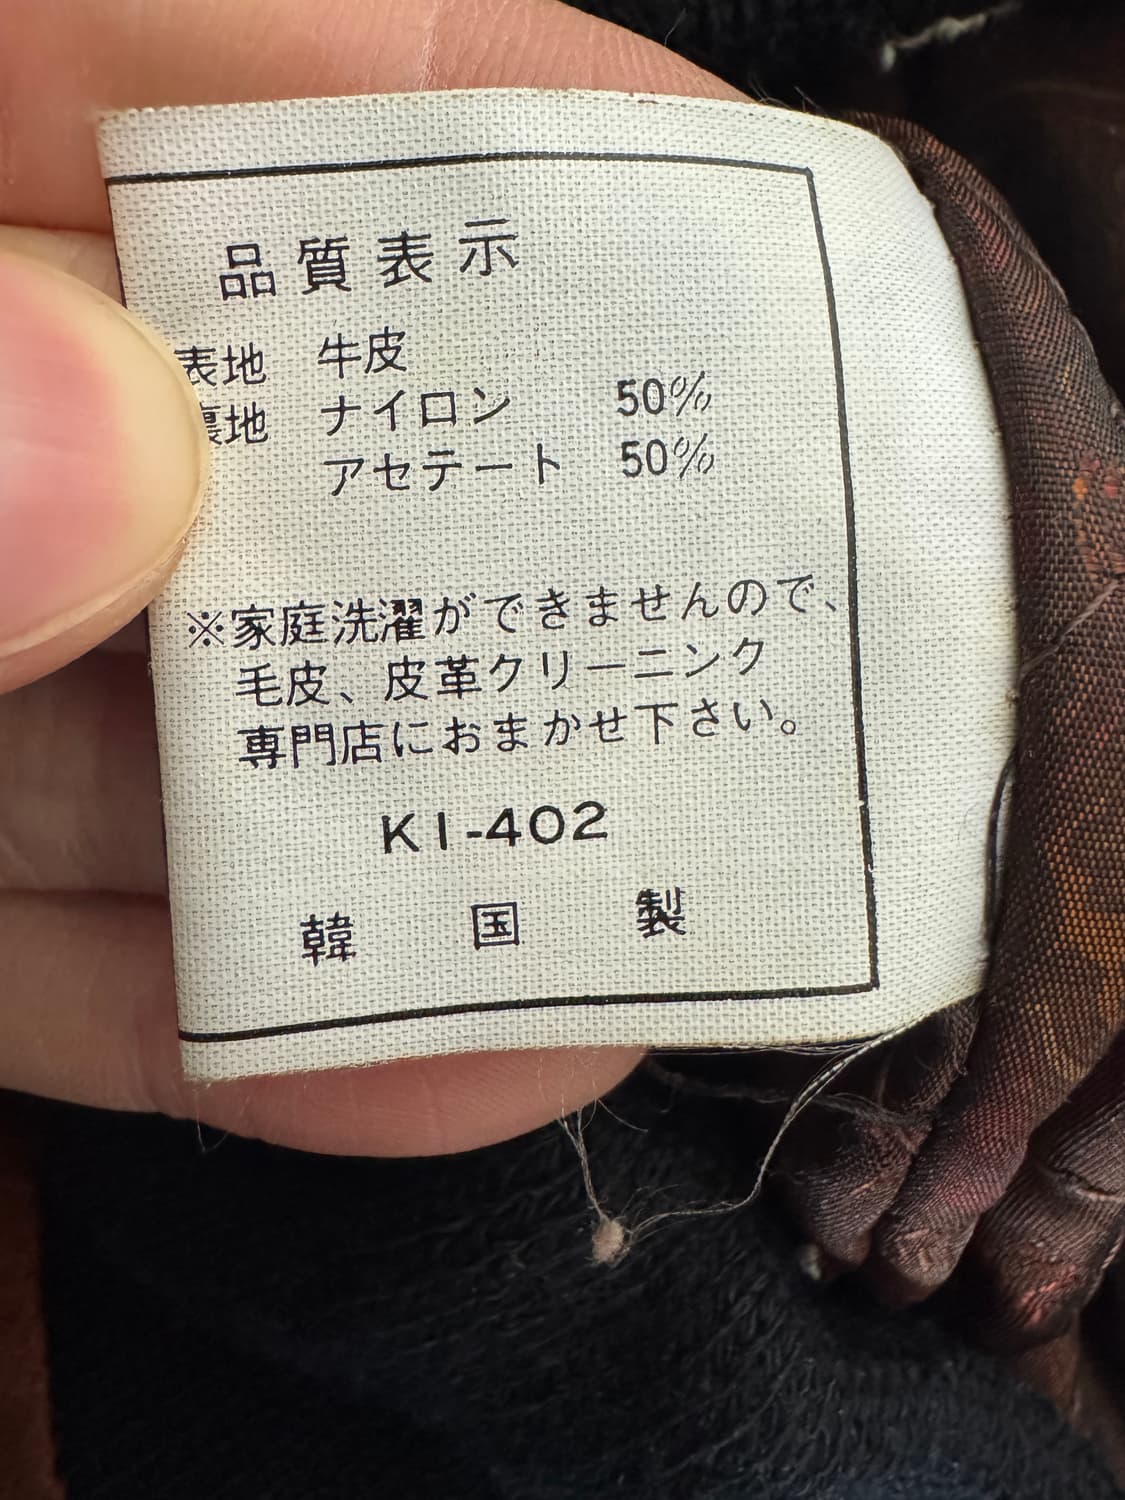 品質表示
表地 牛皮
裏地 ナイロン 50%
アセテート 50%
※家庭洗濯ができませんので、
毛皮、皮革クリーニング
専門店におまかせ下さい。
KI-402
韓国製